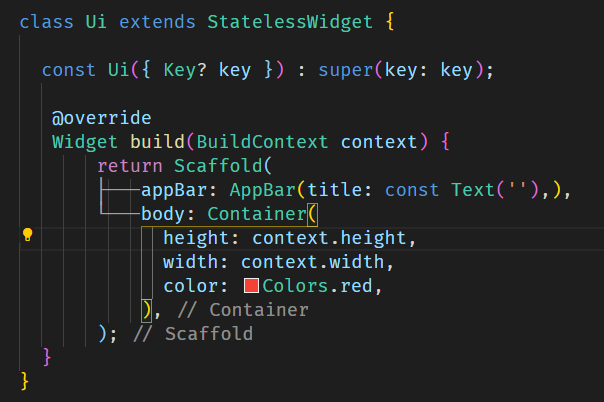 class Ui extends StatelessWidget {
const Ui({ Key? key }) : super(key: key);
@override
Widget build(BuildContext context) {
return Scaffold(
appBar: AppBar(title: const Text(''),),
body: Container(
height: context.height,
width: context.width,
color: Colors.red,
), // Container
); // Scaffold
}
}